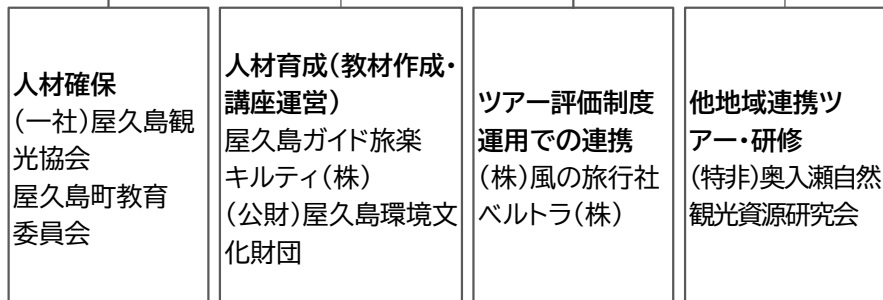 人材確保
(一社)屋久島観
光協会
屋久島町教育
委員会
人材育成(教材作成・
講座運営)
屋久島ガイド旅楽
キルティ(株)
(公財)屋久島環境文
化財団
ツアー評価制度
運用での連携
(株)風の旅行社
ベルトラ(株)
他地域連携ツ
アー・研修
(特非)奥入瀬自然
観光資源研究会